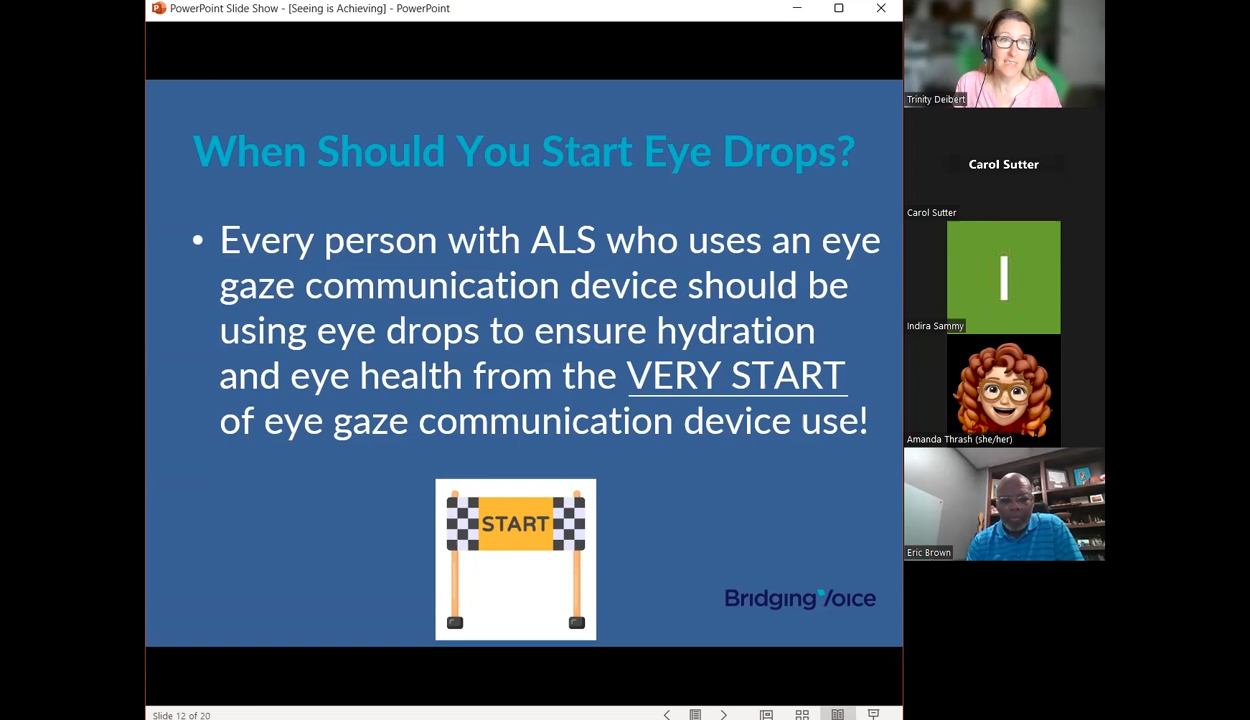 PowerPoint Slide Show - [Seeing is Achieving] - PowerPoint
When Should You Start Eye Drops?
• Every person with ALS who uses an eye
gaze communication device should be
using eye drops to ensure hydration
and eye health from the VERY START
of eye gaze communication device use!
START
Bridging Voice
Slide 12 of 20
Trinity Deibert
Carol Sutter
Carol Sutter
I
Indira Sammy
Amanda Thrash (she/her)
Eric Brown